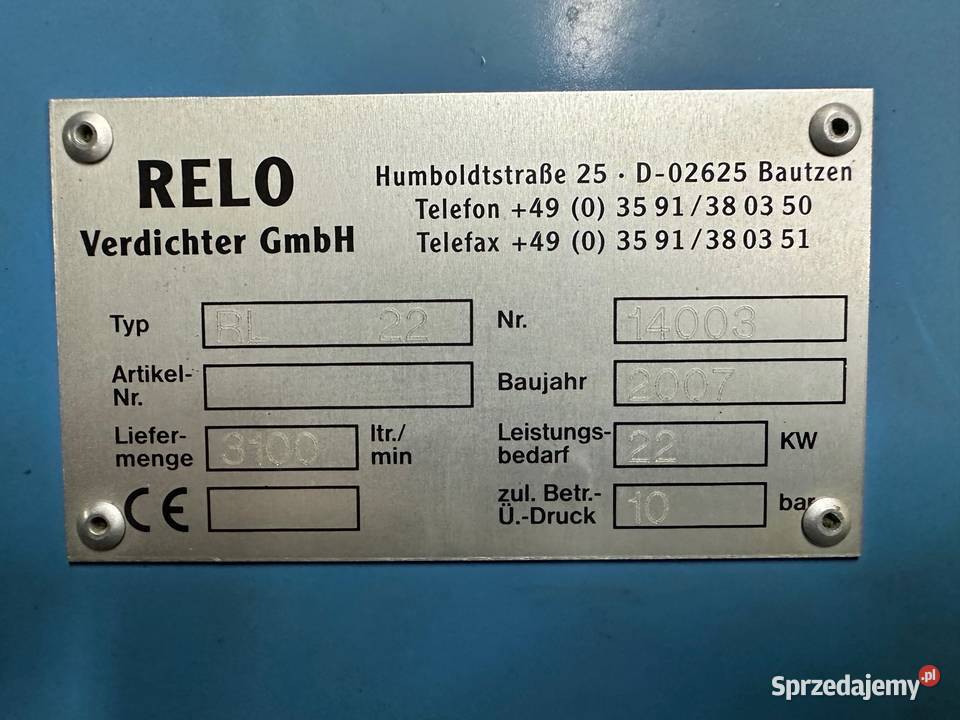 RELO
Verdichter GmbH
Humboldtstraße 25 · D-02625 Bautzen
Telefon +49 (0) 35 91/38 03 50
Telefax +49 (0) 35 91/38 03 51
Typ RL 22
Nr. 14003
Artikel-
Nr.
Baujahr 2007
Liefer-
menge 3100 ltr./
min
Leistungs-
bedarf 22 KW
CE
zul. Betr.-
Ü.-Druck 10 bar
Sprzedajemy.pl